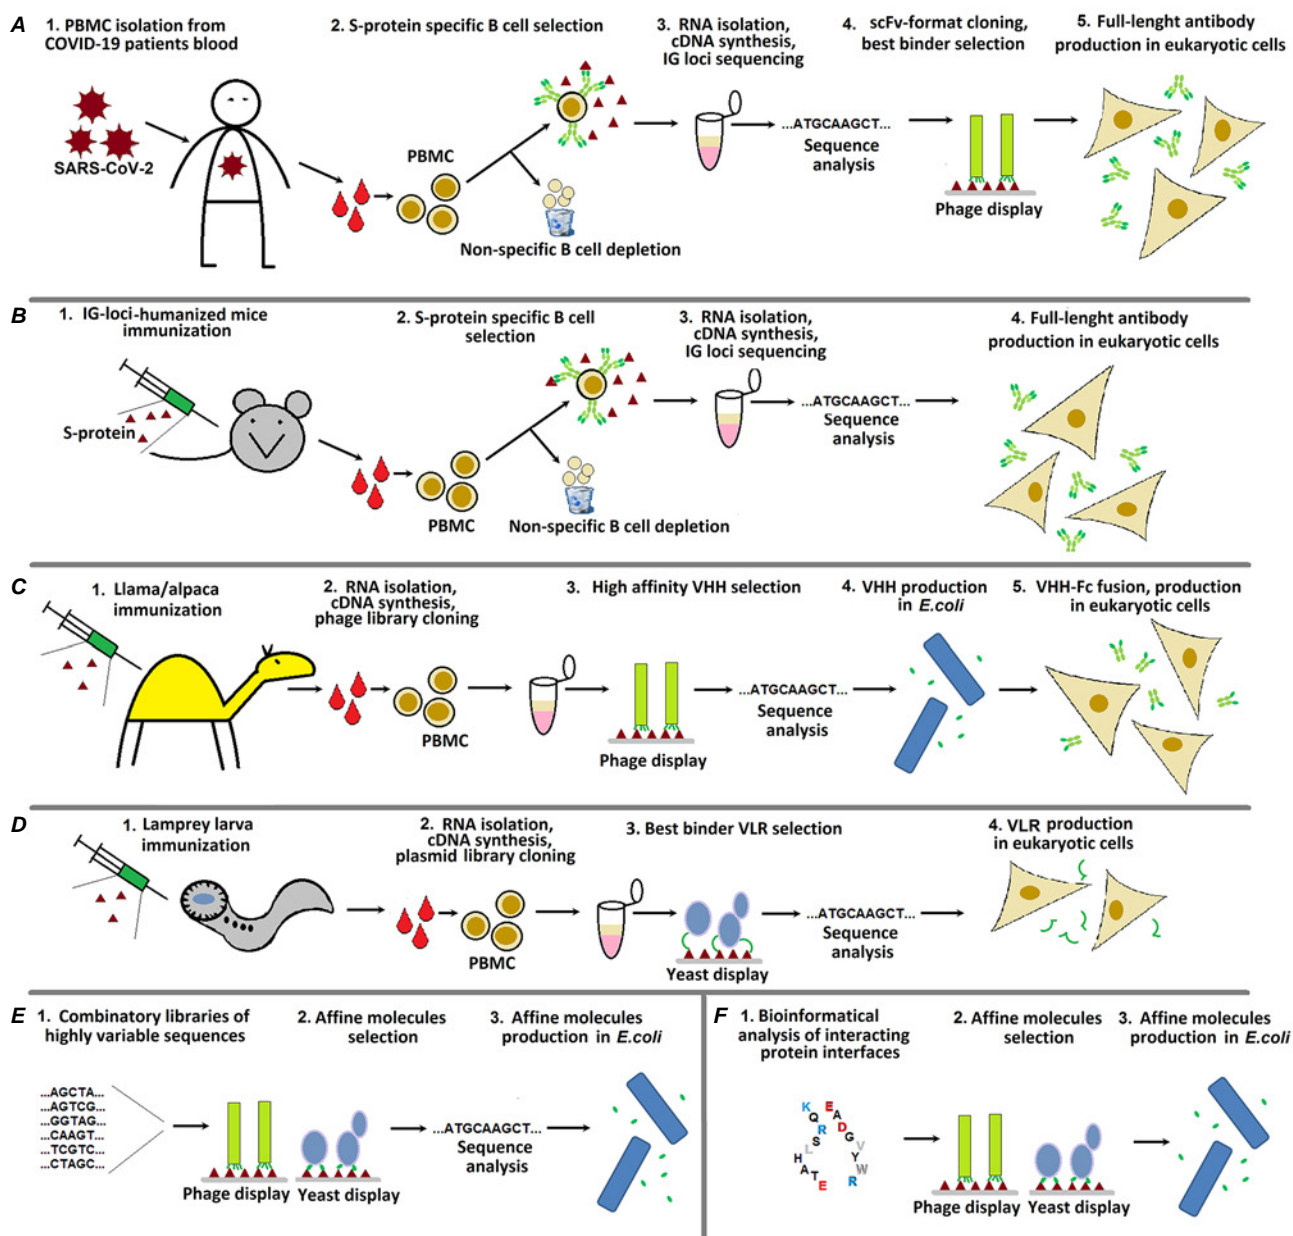 A
1. PBMC isolation from
COVID-19 patients blood
2. S-protein specific B cell selection
3. RNA isolation,
cDNA synthesis,
IG loci sequencing
4. scFv-format cloning,
best binder selection
5. Full-lenght antibody
production in eukaryotic cells
SARS-CoV-2
PBMC
Non-specific B cell depletion
...ATGCAAGCT...
Sequence
analysis
Phage display
B
1. IG-loci-humanized mice
immunization
2. S-protein specific B cell
selection
3. RNA isolation,
cDNA synthesis,
IG loci sequencing
4. Full-lenght antibody
production in eukaryotic cells
S-protein
PBMC
Non-specific B cell depletion
...ATGCAAGCT...
Sequence
analysis
C
1. Llama/alpaca
immunization
2. RNA isolation,
cDNA synthesis,
phage library cloning
3. High affinity VHH selection
4. VHH production
in E.coli
5. VHH-Fc fusion, production
in eukaryotic cells
PBMC
Phage display
...ATGCAAGCT...
Sequence
analysis
D
1. Lamprey larva
immunization
2. RNA isolation,
cDNA synthesis,
plasmid library cloning
3. Best binder VLR selection
4. VLR production
in eukaryotic cells
PBMC
Yeast display
...ATGCAAGCT...
Sequence
analysis
E
1. Combinatory libraries of
highly variable sequences
2. Affine molecules
selection
3. Affine molecules
production in E.coli
...AGCTA...
...AGTCG...
...GGTAG...
...CAAGT...
...TCGTC...
...CTAGC...
Phage display
Yeast display
...ATGCAAGCT...
Sequence
analysis
F
1. Bioinformatical
analysis of interacting
protein interfaces
2. Affine molecules
selection
3. Affine molecules
production in E.coli
K Q R S L H A T E
E A D G V Y W R
Phage display
Yeast display